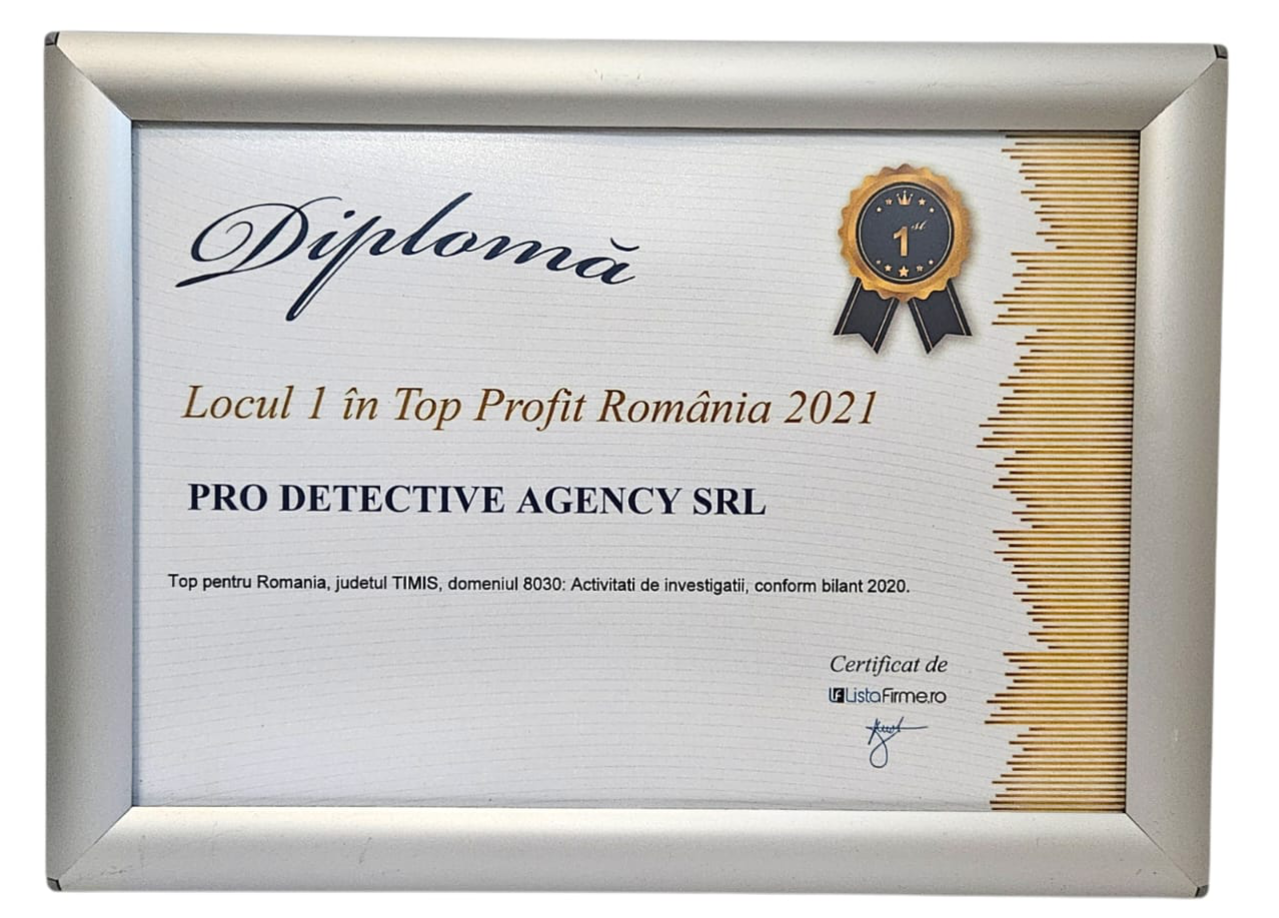 Diplomă
1st
Locul 1 în Top Profit România 2021
PRO DETECTIVE AGENCY SRL
Top pentru Romania, judetul TIMIS, domeniul 8030: Activitati de investigatii, conform bilant 2020.
Certificat de
LF ListaFirme.ro